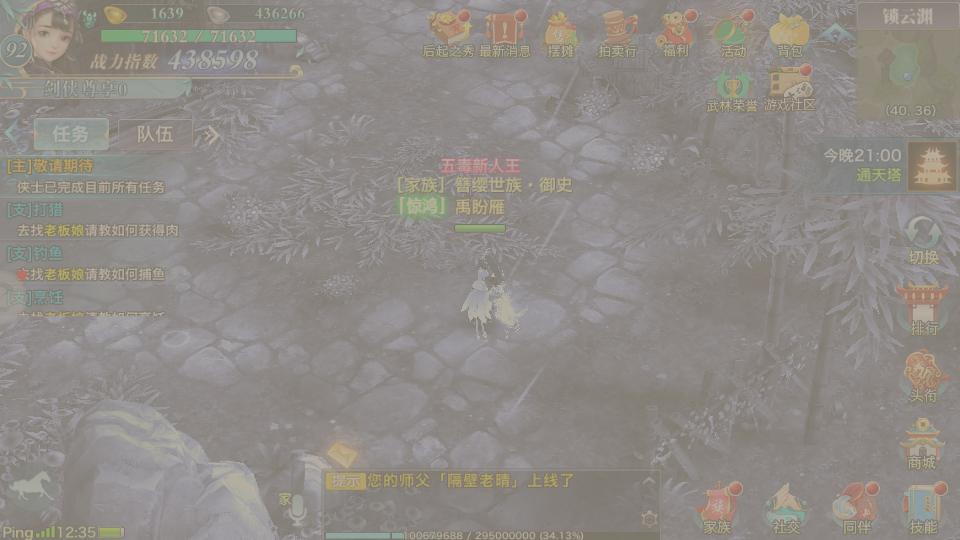 92
1639
436266
71632 / 71632
战力指数 438598
剑侠尊享0
后起之秀
最新消息
摆摊
拍卖行
福利
活动
背包
武林荣誉
游戏社区
锁云渊
(40, 36)
任务
队伍
[主]敬请期待
侠士已完成目前所有任务
[支]打猎
去找老板娘请教如何获得肉
[支]钓鱼
去找老板娘请教如何捕鱼
[支]烹饪
五毒新人王
[家族] 簪缨世族·御史
[惊鸿] 禹盼雁
今晚21:00
通天塔
切换
排行
头衔
商城
提示 您的师父「隔壁老晴」上线了
家
家族
社交
同伴
技能
Ping
12:35
100679688 / 295000000 (34.13%)